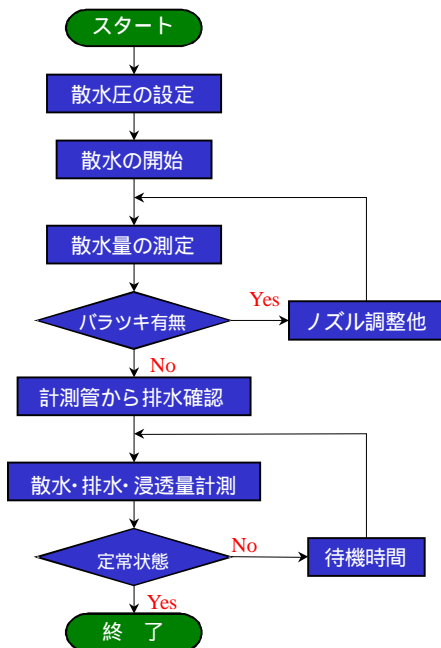 スタート
散水圧の設定
散水の開始
散水量の測定
バラツキ有無
Yes
ノズル調整他
No
計測管から排水確認
散水・排水・浸透量計測
定常状態
No
待機時間
Yes
終　了